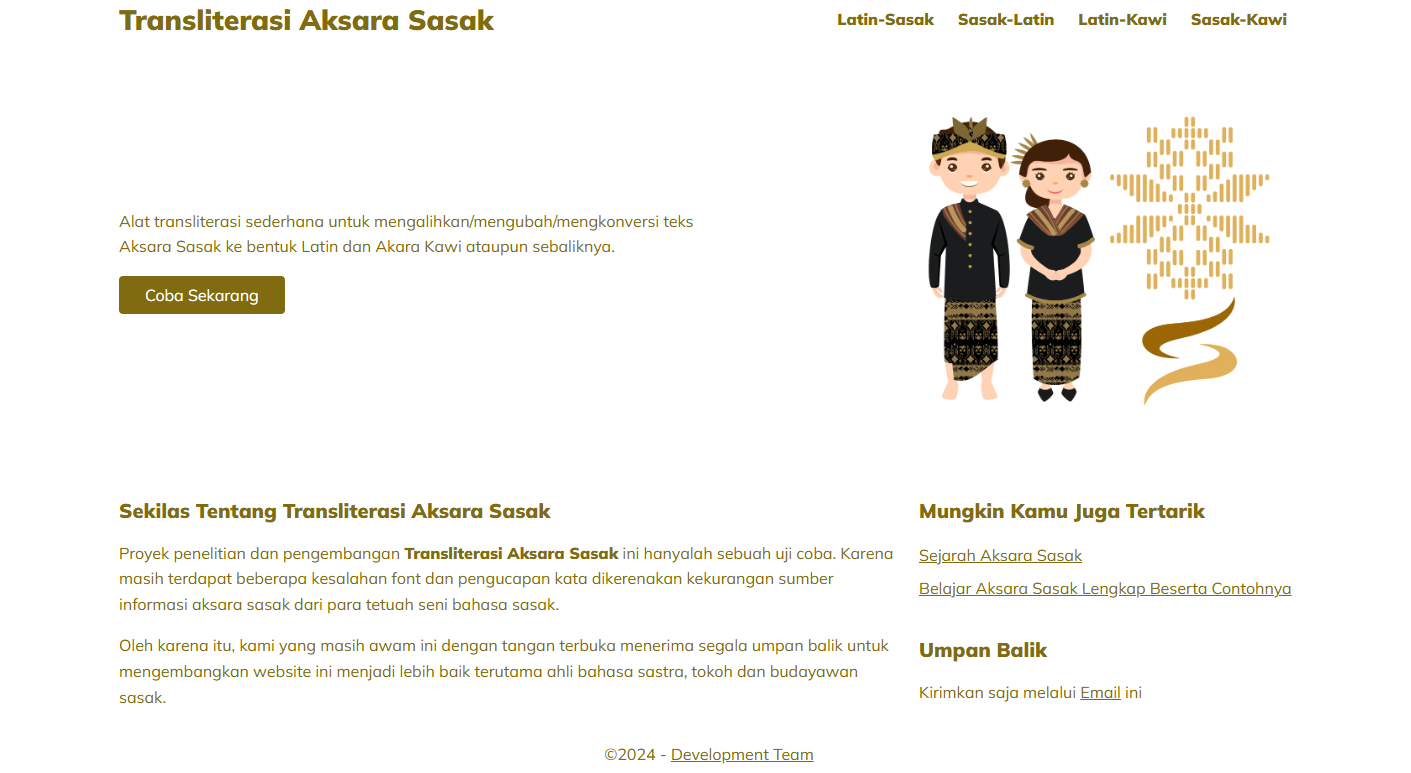 Transliterasi Aksara Sasak
Latin-Sasak Sasak-Latin Latin-Kawi Sasak-Kawi
Alat transliterasi sederhana untuk mengalihkan/mengubah/mengkonversi teks
Aksara Sasak ke bentuk Latin dan Akara Kawi ataupun sebaliknya.
Coba Sekarang
Sekilas Tentang Transliterasi Aksara Sasak
Proyek penelitian dan pengembangan Transliterasi Aksara Sasak ini hanyalah sebuah uji coba. Karena
masih terdapat beberapa kesalahan font dan pengucapan kata dikerenakan kekurangan sumber
informasi aksara sasak dari para tetuah seni bahasa sasak.
Oleh karena itu, kami yang masih awam ini dengan tangan terbuka menerima segala umpan balik untuk
mengembangkan website ini menjadi lebih baik terutama ahli bahasa sastra, tokoh dan budayawan
sasak.
Mungkin Kamu Juga Tertarik
Sejarah Aksara Sasak
Belajar Aksara Sasak Lengkap Beserta Contohnya
Umpan Balik
Kirimkan saja melalui Email ini
©2024 - Development Team